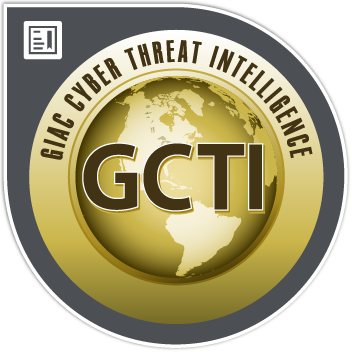 GIAC CYBER THREAT INTELLIGENCE
GCTI